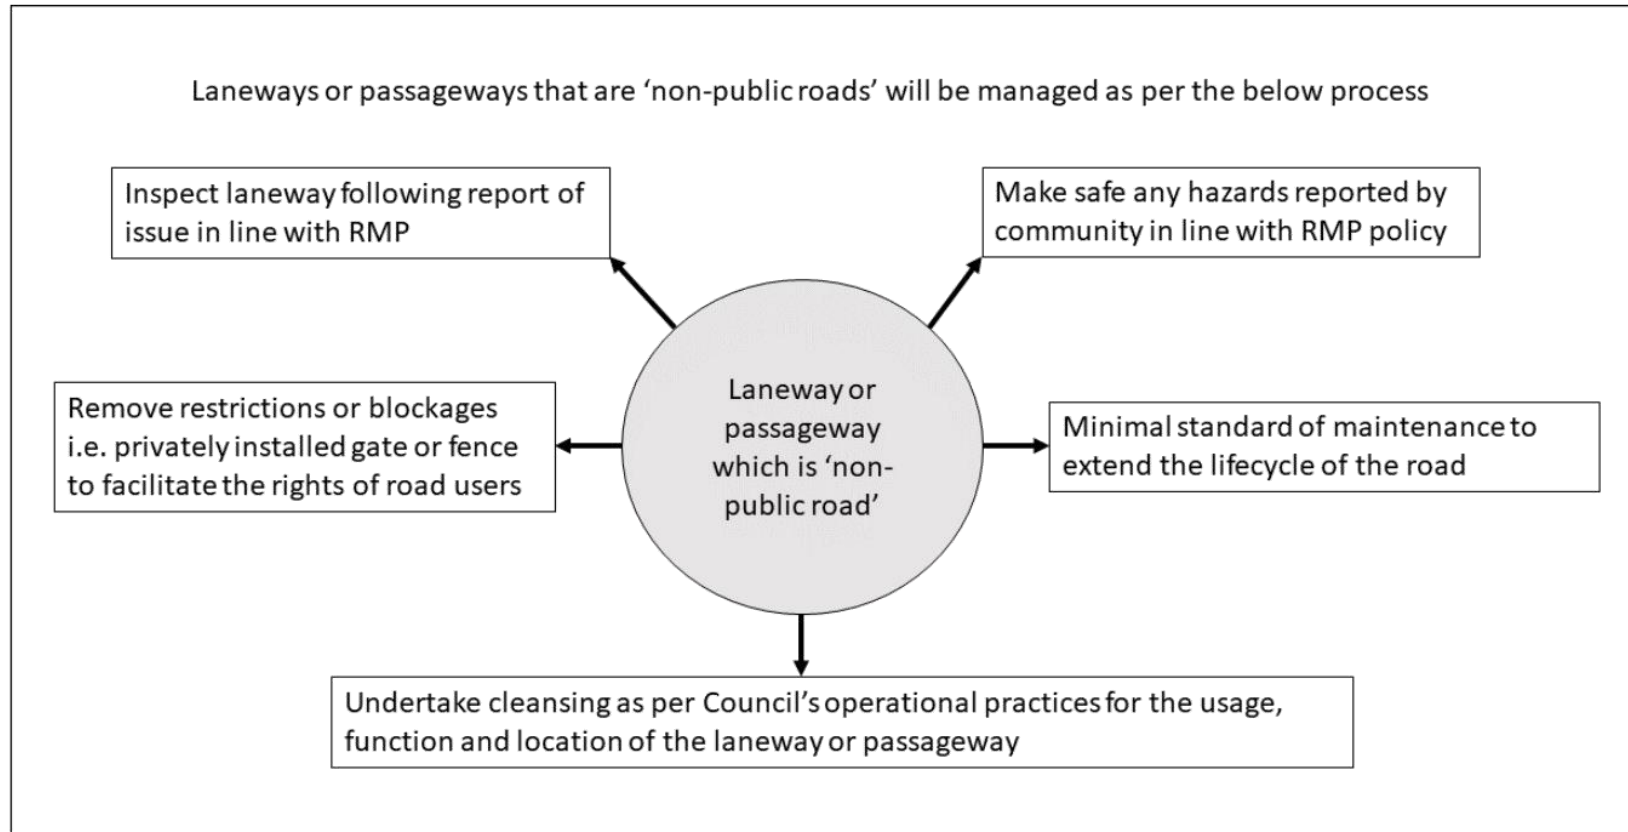 Laneways or passageways that are ‘non-public roads’ will be managed as per the below process
Inspect laneway following report of
issue in line with RMP
Make safe any hazards reported by
community in line with RMP policy
Remove restrictions or blockages
i.e. privately installed gate or fence
to facilitate the rights of road users
Laneway or
passageway
which is ‘non-
public road’
Minimal standard of maintenance to
extend the lifecycle of the road
Undertake cleansing as per Council’s operational practices for the usage,
function and location of the laneway or passageway